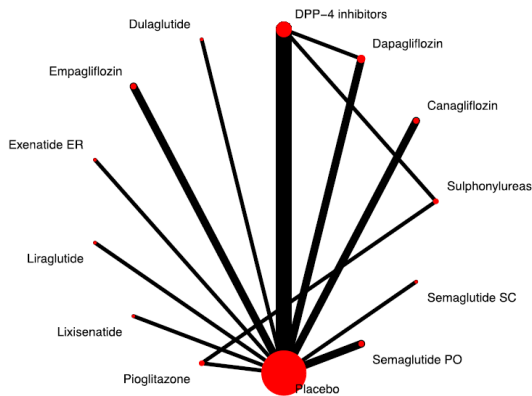 DPP−4 inhibitors
Dulaglutide
Dapagliflozin
Empagliflozin
Canagliflozin
Exenatide ER
Sulphonylureas
Liraglutide
Semaglutide SC
Lixisenatide
Semaglutide PO
Pioglitazone
Placebo